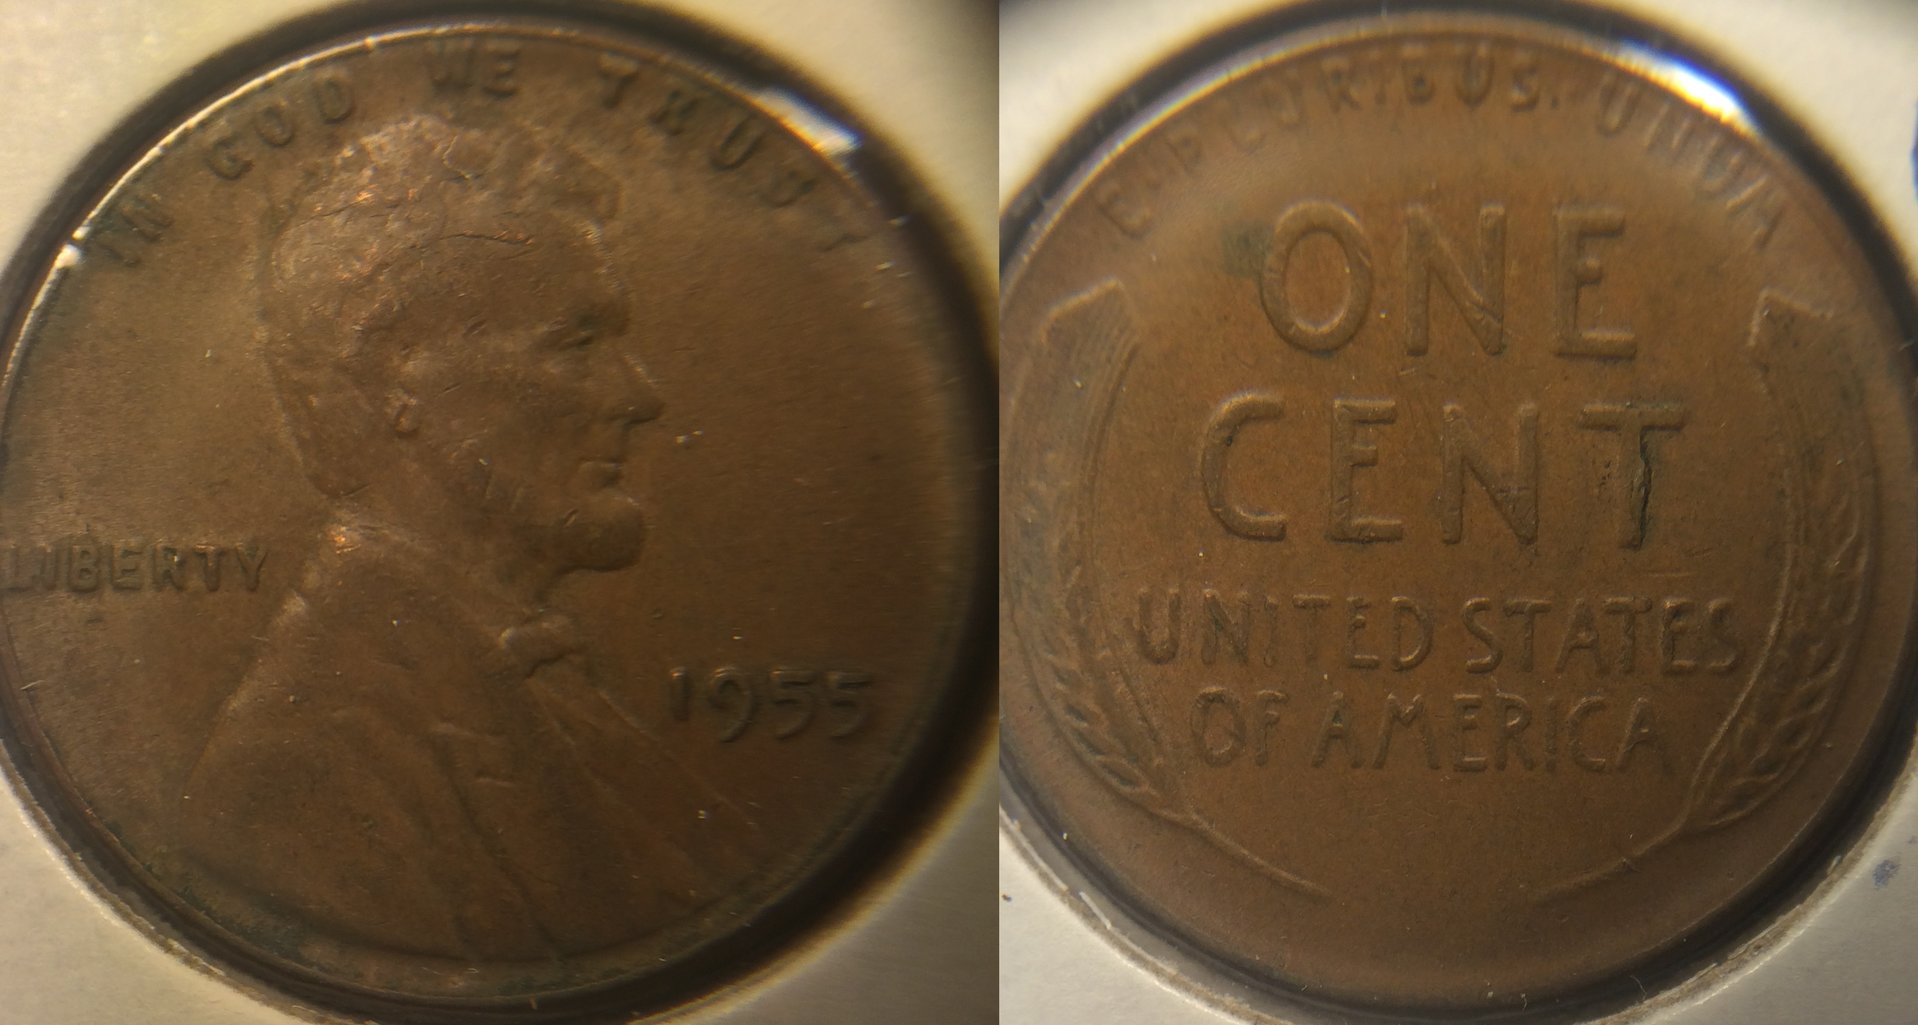 IN GOD WE TRUST
LIBERTY
1955
E·PLURIBUS·UNUM
ONE
CENT
UNITED STATES
OF AMERICA